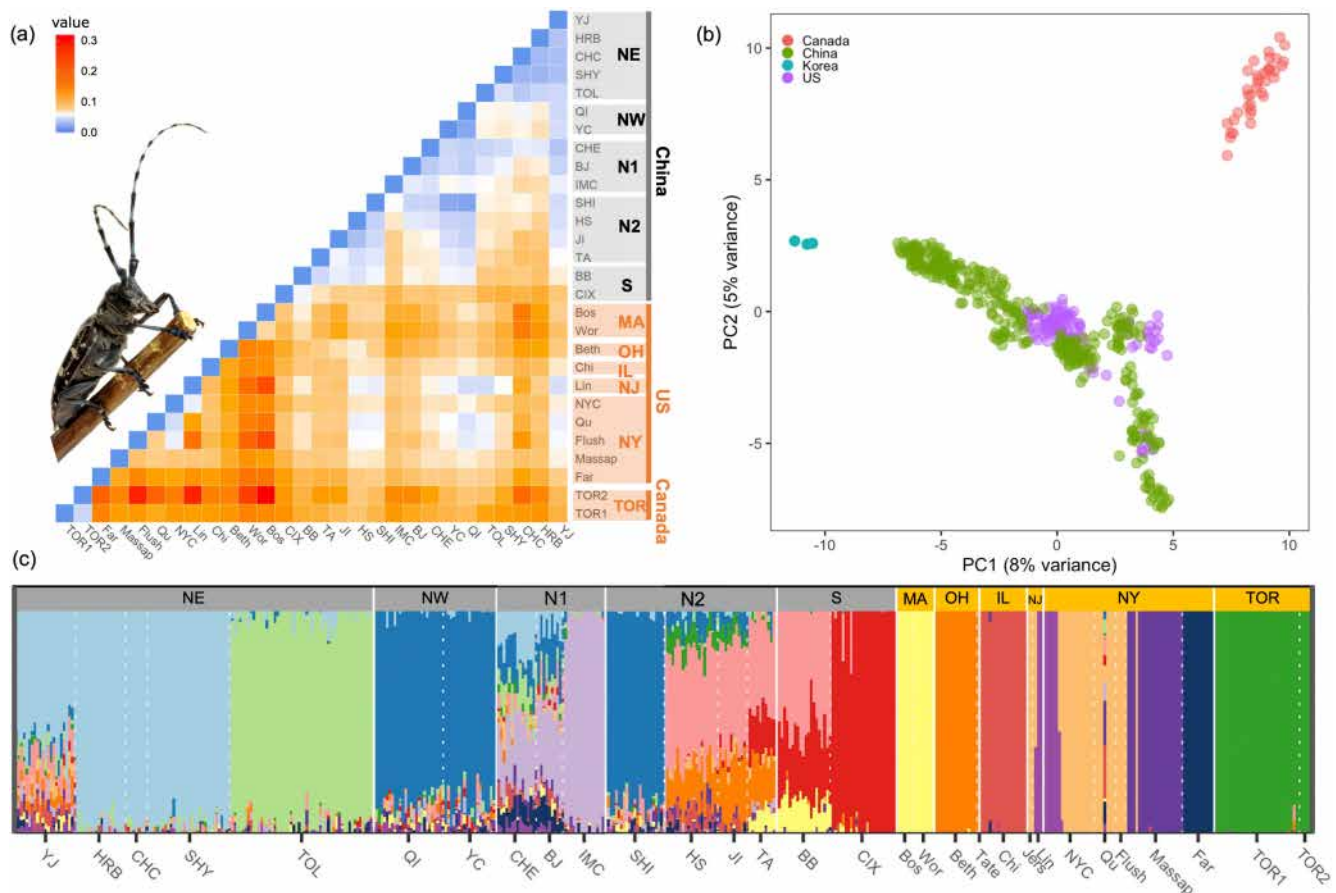 (a)
value
0.3
0.2
0.1
0.0
YJ
HRB
CHC
SHY
TOL
NE
QI
YC
NW
CHE
BJ
IMC
N1
SHI
HS
JI
TA
N2
BB
CIX
S
China
Bos
Wor
MA
Beth
OH
Chi
IL
Lin
NJ
NYC
Qu
Flush
Massap
Far
NY
US
TOR2
TOR1
TOR
Canada
TOR1 TOR2 Far Massap Flush Qu NYC Lin Chi Beth Wor Bos CIX BB TA JI HS SHI IMC BJ CHE YC QI TOL SHY CHC HRB YJ
(b)
Canada
China
Korea
US
10
5
0
-5
PC2 (5% variance)
-10 -5 0 5 10
PC1 (8% variance)
(c)
NE NW N1 N2 S MA OH IL NJ NY TOR
YJ HRB CHC SHY TOL QI YC CHE BJ IMC SHI HS JI TA BB CIX Bos Wor Beth Tate Chi Jers Lin NYC Qu Flush Massap Far TOR1 TOR2